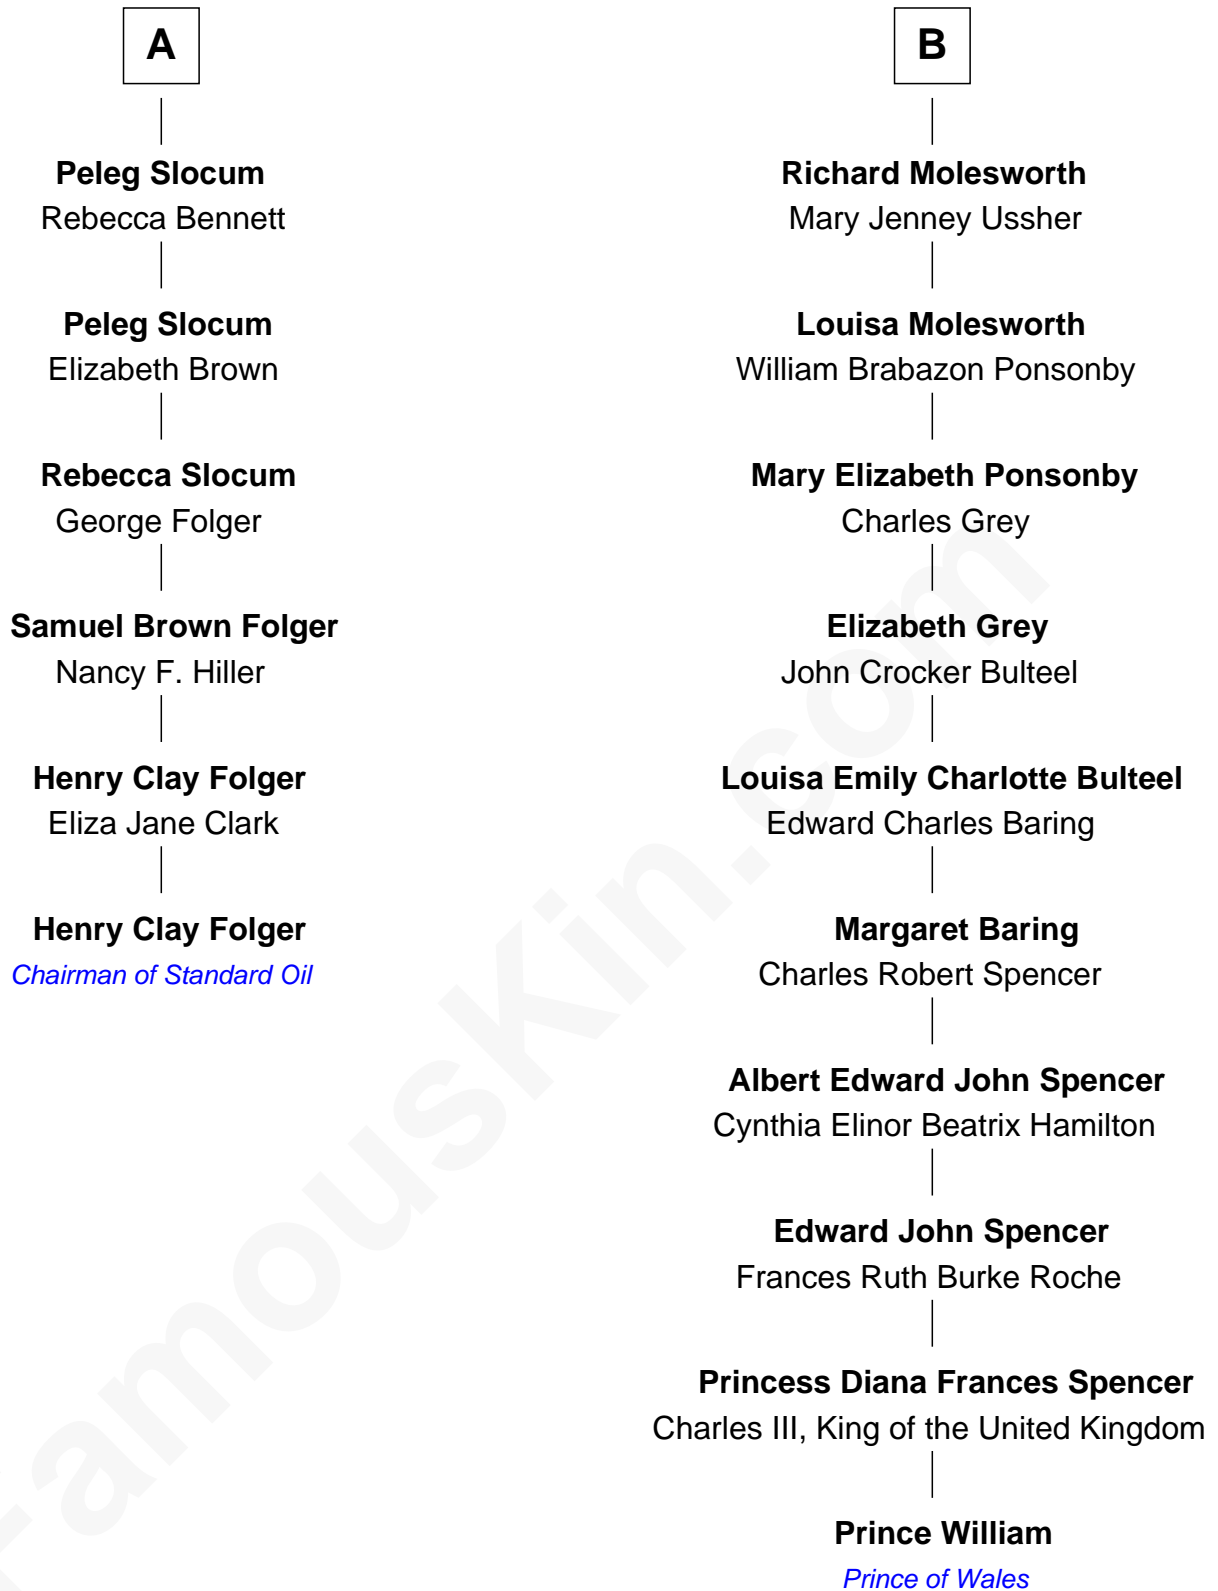 A
Peleg Slocum
Rebecca Bennett
Peleg Slocum
Elizabeth Brown
Rebecca Slocum
George Folger
Samuel Brown Folger
Nancy F. Hiller
Henry Clay Folger
Eliza Jane Clark
Henry Clay Folger
Chairman of Standard Oil
B
Richard Molesworth
Mary Jenney Ussher
Louisa Molesworth
William Brabazon Ponsonby
Mary Elizabeth Ponsonby
Charles Grey
Elizabeth Grey
John Crocker Bulteel
Louisa Emily Charlotte Bulteel
Edward Charles Baring
Margaret Baring
Charles Robert Spencer
Albert Edward John Spencer
Cynthia Elinor Beatrix Hamilton
Edward John Spencer
Frances Ruth Burke Roche
Princess Diana Frances Spencer
Charles III, King of the United Kingdom
Prince William
Prince of Wales
FamousKin.com